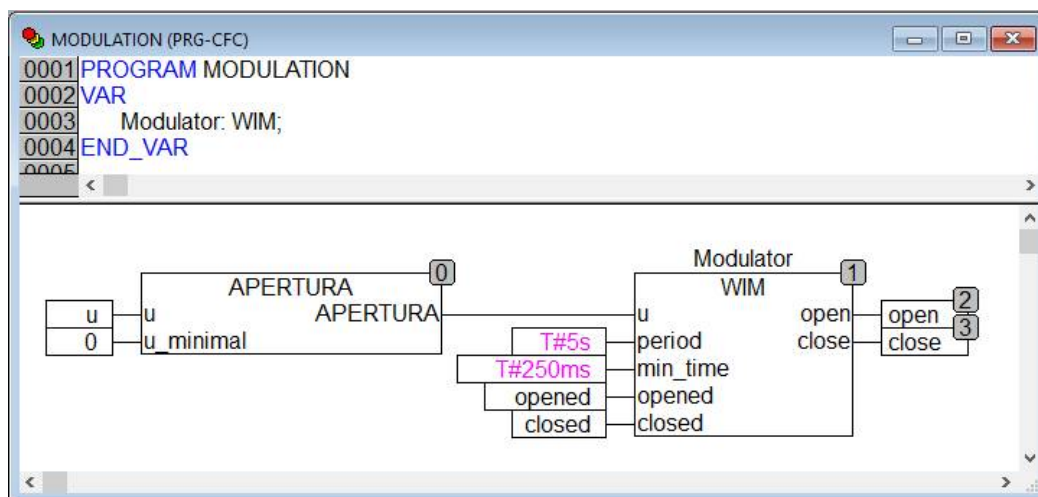 MODULATION (PRG-CFC)
0001 PROGRAM MODULATION
0002 VAR
0003 Modulator: WIM;
0004 END_VAR
0005
Modulator
0 1
APERTURA WIM
u u APERTURA u open open 2
0 u_minimal T#5s period close close 3
T#250ms min_time
opened opened
closed closed